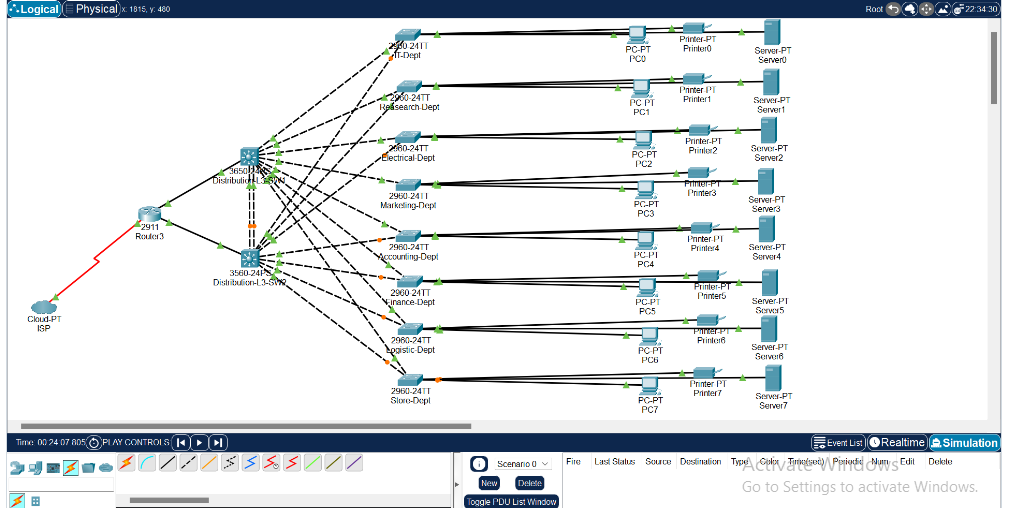 Logical Physical x: 1815, y: 480 Root 22:34:30
2960-24TT
IT-Dept
PC-PT
PC0
Printer-PT
Printer0
Server-PT
Server0
2960-24TT
Research-Dept
PC-PT
PC1
Printer-PT
Printer1
Server-PT
Server1
2960-24TT
Electrical-Dept
PC-PT
PC2
Printer-PT
Printer2
Server-PT
Server2
2960-24TT
Marketing-Dept
PC-PT
PC3
Printer-PT
Printer3
Server-PT
Server3
2960-24TT
Accounting-Dept
PC-PT
PC4
Printer-PT
Printer4
Server-PT
Server4
2960-24TT
Finance-Dept
PC-PT
PC5
Printer-PT
Printer5
Server-PT
Server5
2960-24TT
Logistic-Dept
PC-PT
PC6
Printer-PT
Printer6
Server-PT
Server6
2960-24TT
Store-Dept
PC-PT
PC7
Printer-PT
Printer7
Server-PT
Server7
Distribution-L3-SW1
3560-24PS
Distribution-L3-SW2
2911
Router3
Cloud-PT
ISP
Time: 00:24:07.805 PLAY CONTROLS: Event List Realtime Simulation
Scenario 0
New Delete
Toggle PDU List Window
Fire Last Status Source Destination Type Color Time(sec) Periodic Num Edit Delete
Activate Windows
Go to Settings to activate Windows.